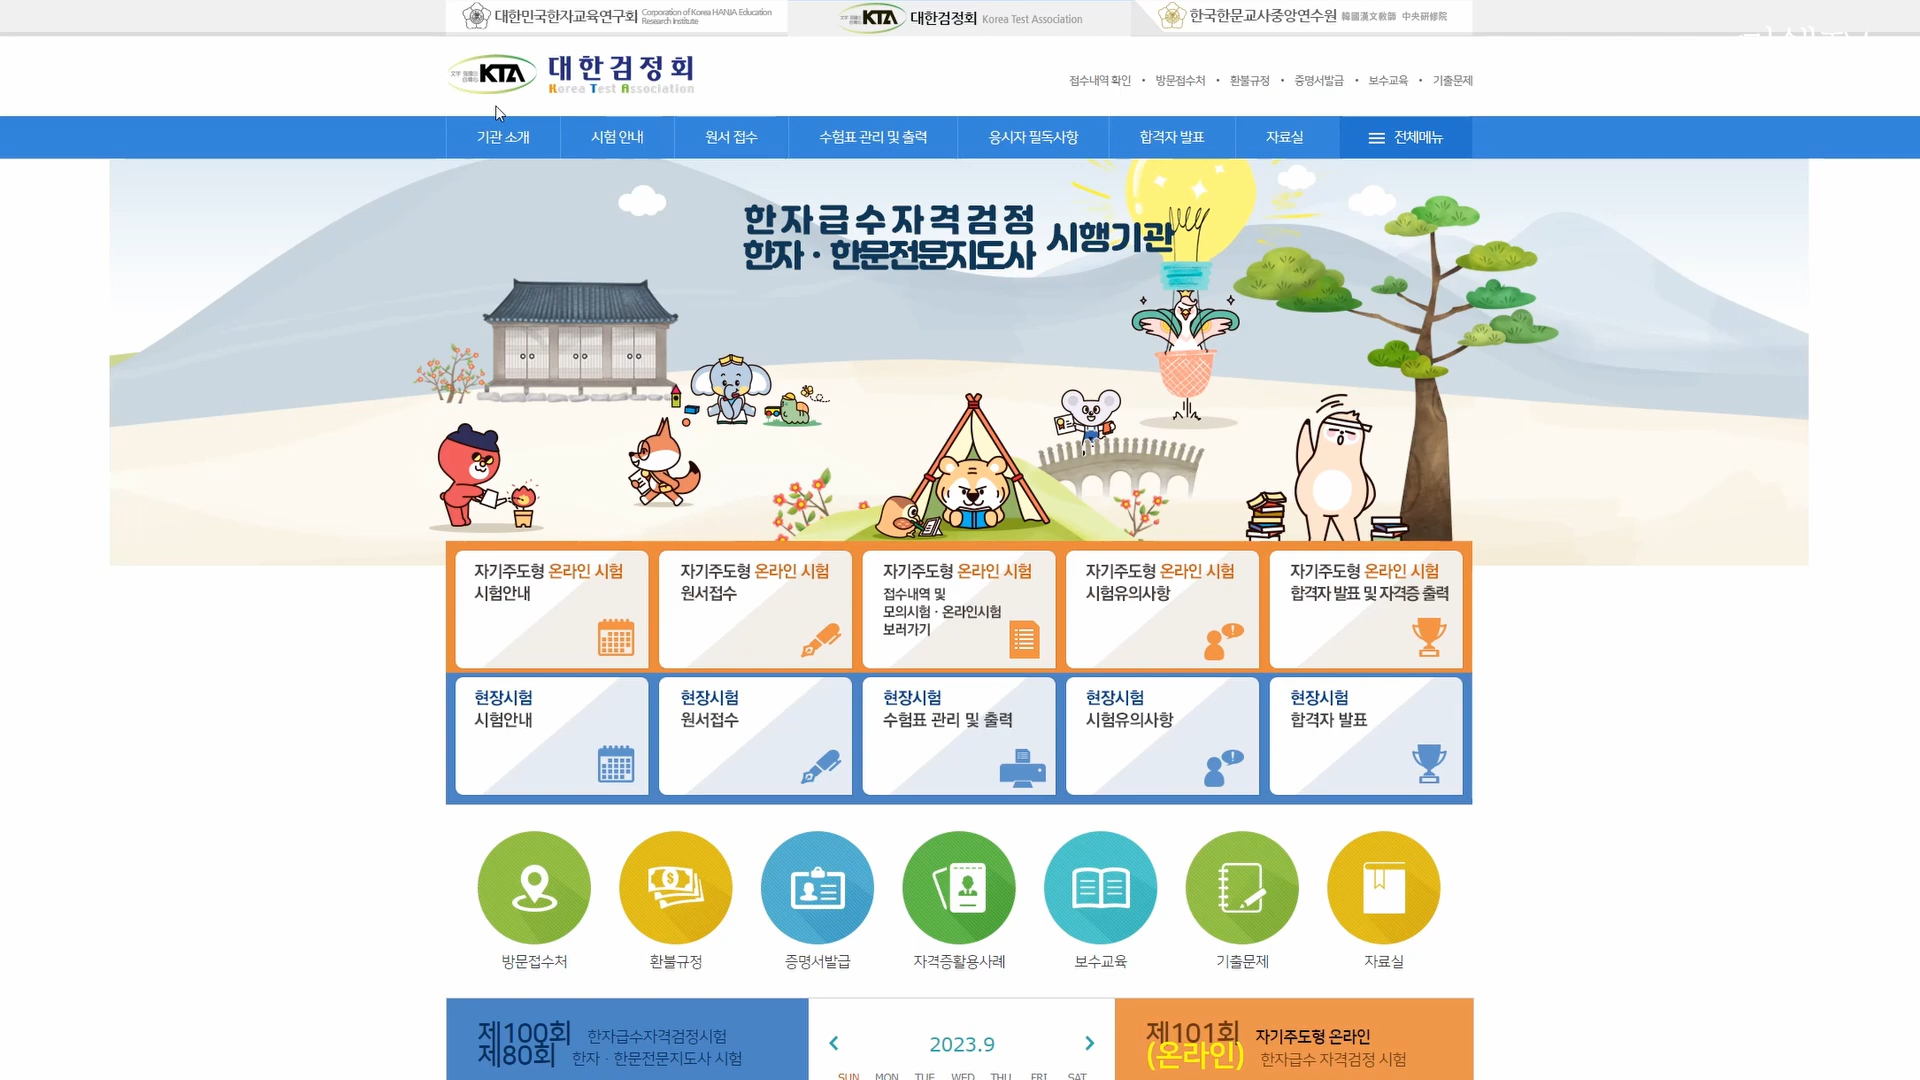 대한민국한자교육연구회 Corporation of Korea HANJA Education Research Institute
KTA 대한검정회 Korea Test Association
한국한문교사중앙연수원 韓國漢文教師 中央研修院
KTA 대한검정회
Korea Test Association
접수내역 확인 • 방문접수처 • 환불규정 • 증명서발급 • 보수교육 • 기출문제
기관 소개 시험 안내 원서 접수 수험표 관리 및 출력 응시자 필독사항 합격자 발표 자료실 전체메뉴
한자급수자격검정
한자·한문전문지도사 시행기관
자기주도형 온라인 시험
시험안내
자기주도형 온라인 시험
원서접수
자기주도형 온라인 시험
접수내역 및
모의시험 · 온라인시험
보러가기
자기주도형 온라인 시험
시험유의사항
자기주도형 온라인 시험
합격자 발표 및 자격증 출력
현장시험
시험안내
현장시험
원서접수
현장시험
수험표 관리 및 출력
현장시험
시험유의사항
현장시험
합격자 발표
방문접수처 환불규정 증명서발급 자격증활용사례 보수교육 기출문제 자료실
제100회 한자급수자격검정시험
제80회 한자 · 한문전문지도사 시험
2023.9
SUN MON TUE WED THU FRI SAT
제101회 자기주도형 온라인
(온라인) 한자급수 자격검정 시험